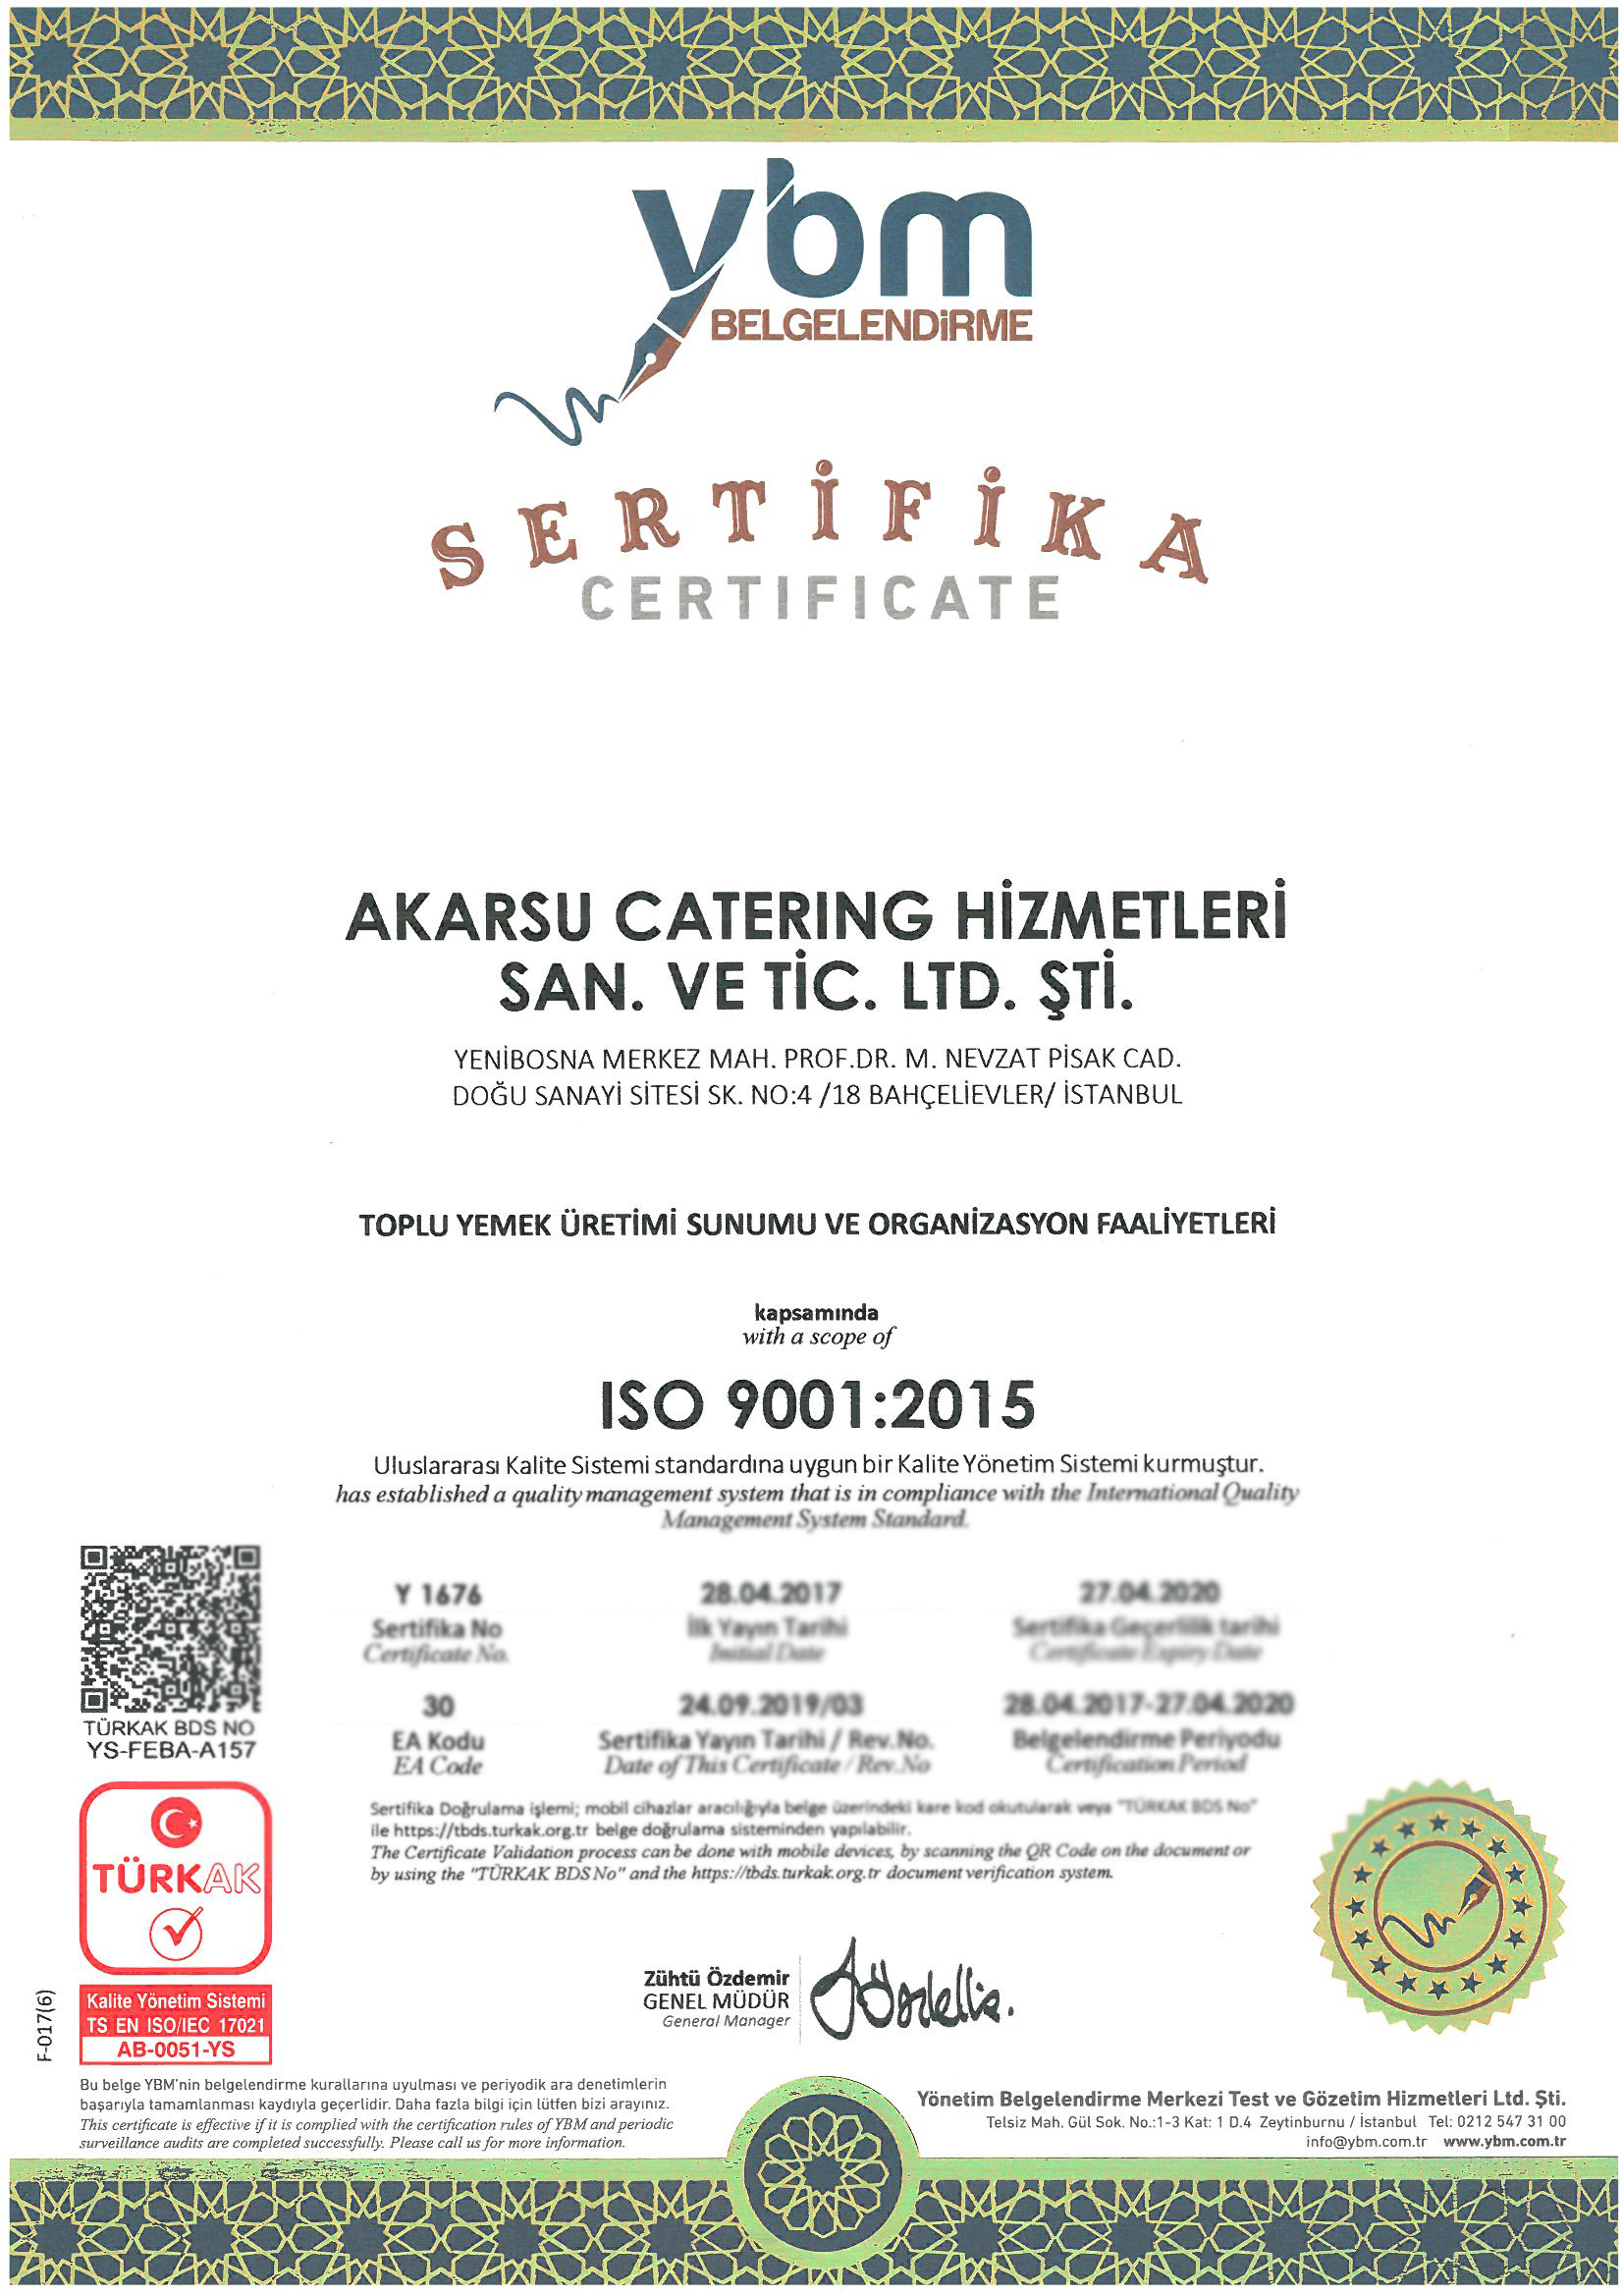 ybm
BELGELENDİRME
SERTİFİKA
CERTIFICATE
AKARSU CATERING HİZMETLERİ
SAN. VE TİC. LTD. ŞTİ.
YENİBOSNA MERKEZ MAH. PROF.DR. M. NEVZAT PİSAK CAD.
DOĞU SANAYİ SİTESİ SK. NO:4 /18 BAHÇELİEVLER/ İSTANBUL
TOPLU YEMEK ÜRETİMİ SUNUMU VE ORGANİZASYON FAALİYETLERİ
kapsamında
with a scope of
ISO 9001:2015
Uluslararası Kalite Sistemi standardına uygun bir Kalite Yönetim Sistemi kurmuştur.
has established a quality management system that is in compliance with the International Quality
Management System Standard.
Y 1676
Sertifika No
Certificate No.
28.04.2017
İlk Yayın Tarihi
Initial Date
27.04.2020
Sertifika Geçerlilik tarihi
Certificate Expiry Date
30
EA Kodu
EA Code
24.09.2019/03
Sertifika Yayın Tarihi / Rev.No.
Date of This Certificate / Rev.No
28.04.2017-27.04.2020
Belgelendirme Periyodu
Certification Period
TÜRKAK BDS NO
YS-FEBA-A157
Sertifika Doğrulama işlemi; mobil cihazlar aracılığıyla belge üzerindeki kare kod okutularak veya "TÜRKAK BDS No"
ile https://tbds.turkak.org.tr belge doğrulama sisteminden yapılabilir.
The Certificate Validation process can be done with mobile devices, by scanning the QR Code on the document or
by using the "TÜRKAK BDS No" and the https://tbds.turkak.org.tr document verification system.
TÜRKAK
Kalite Yönetim Sistemi
TS EN ISO/IEC 17021
AB-0051-YS
F-017(6)
Zühtü Özdemir
GENEL MÜDÜR
General Manager
Bu belge YBM'nin belgelendirme kurallarına uyulması ve periyodik ara denetimlerin
başarıyla tamamlanması kaydıyla geçerlidir. Daha fazla bilgi için lütfen bizi arayınız.
This certificate is effective if it is complied with the certification rules of YBM and periodic
surveillance audits are completed successfully. Please call us for more information.
Yönetim Belgelendirme Merkezi Test ve Gözetim Hizmetleri Ltd. Şti.
Telsiz Mah. Gül Sok. No.:1-3 Kat: 1 D.4 Zeytinburnu / İstanbul Tel: 0212 547 31 00
info@ybm.com.tr www.ybm.com.tr